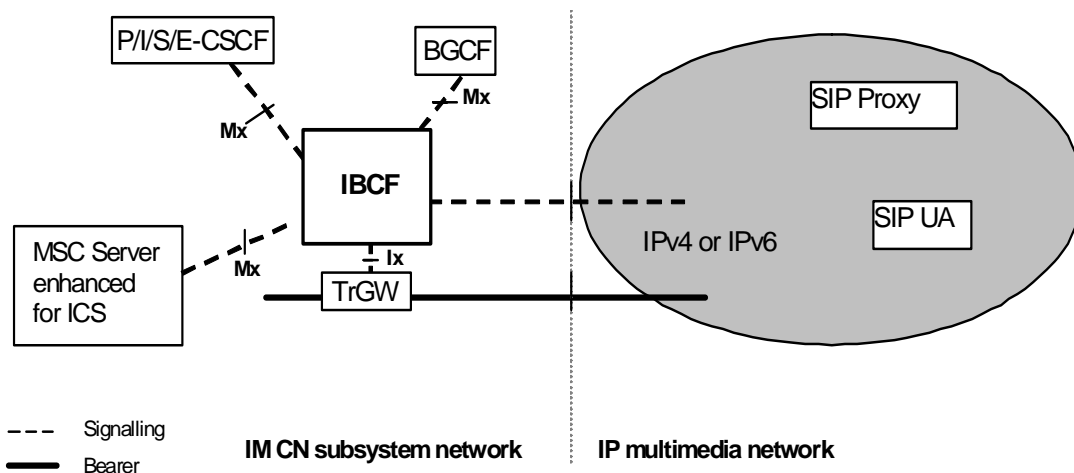 P/I/S/E-CSCF
BGCF
SIP Proxy
Mx
Mx
IBCF
SIP UA
IPv4 or IPv6
MSC Server
enhanced
for ICS
Mx
Ix
TrGW
Signalling
IM CN subsystem network
IP multimedia network
Bearer